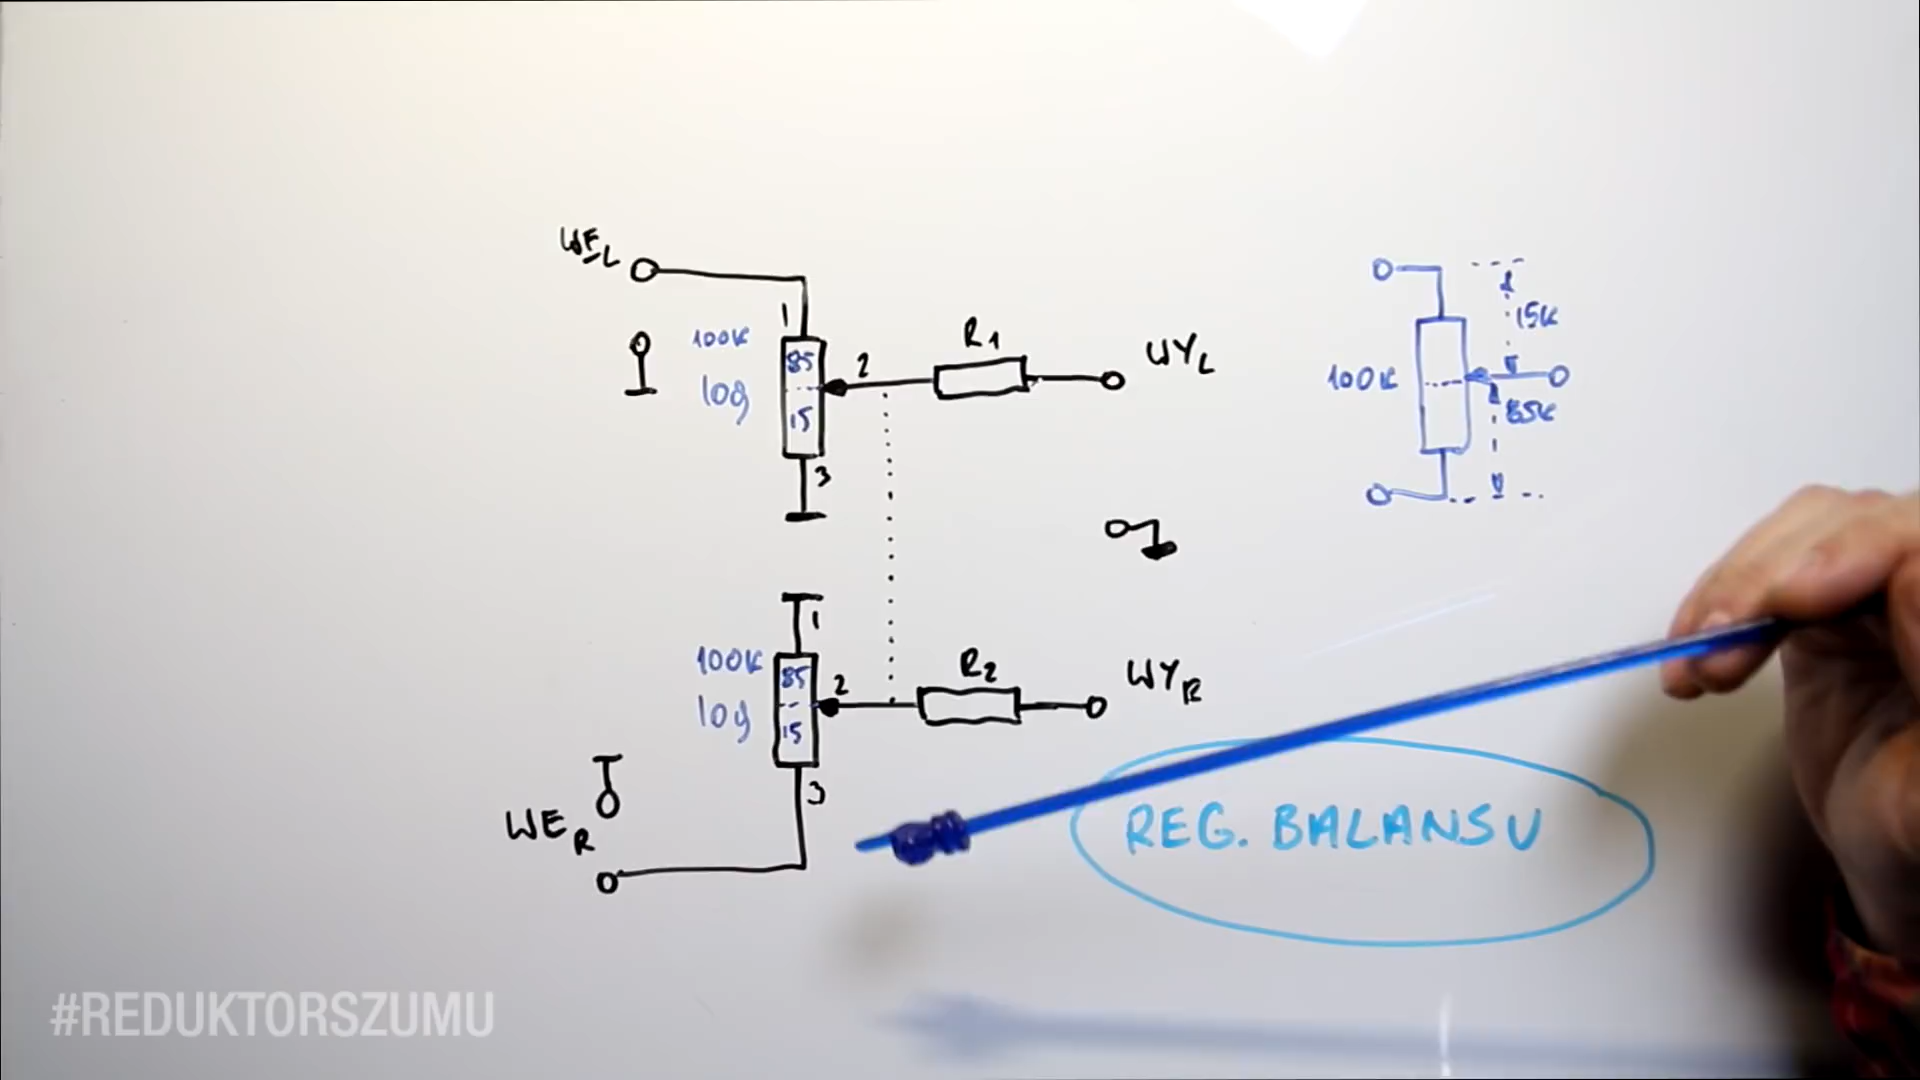 WE L
1
100K
85
log
15
2
R1
WY L
3
100K
15K
85K
1
100K
85
log
15
2
R2
WY R
3
WE R
REG. BALANSU
#REDUKTORSZUMU